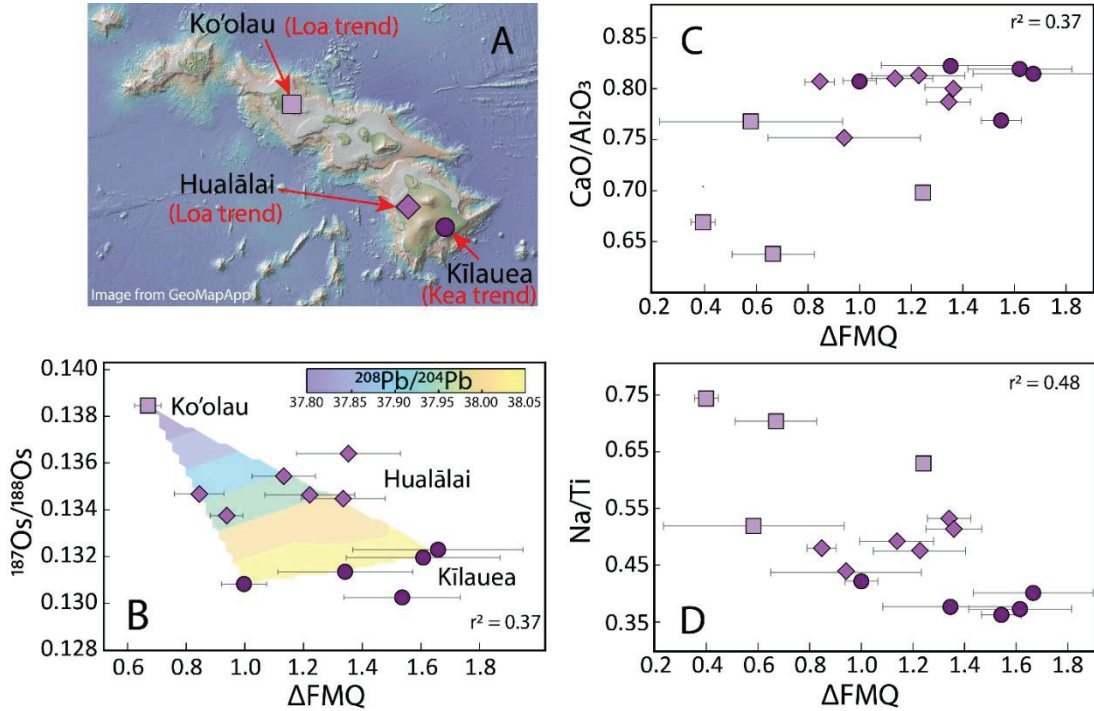 A
Ko'olau (Loa trend)
Hualālai
(Loa trend)
Kīlauea
(Kea trend)
Image from GeoMapApp
C
r² = 0.37
CaO/Al₂O₃
0.85
0.80
0.75
0.70
0.65
0.2 0.4 0.6 0.8 1.0 1.2 1.4 1.6 1.8
ΔFMQ
B
²⁰⁸Pb/²⁰⁴Pb
37.80 37.85 37.90 37.95 38.00 38.05
Ko'olau
Hualālai
Kīlauea
r² = 0.37
¹⁸⁷Os/¹⁸⁸Os
0.140
0.138
0.136
0.134
0.132
0.130
0.128
0.6 0.8 1.0 1.2 1.4 1.6 1.8
ΔFMQ
D
r² = 0.48
Na/Ti
0.75
0.65
0.55
0.45
0.35
0.2 0.4 0.6 0.8 1.0 1.2 1.4 1.6 1.8
ΔFMQ